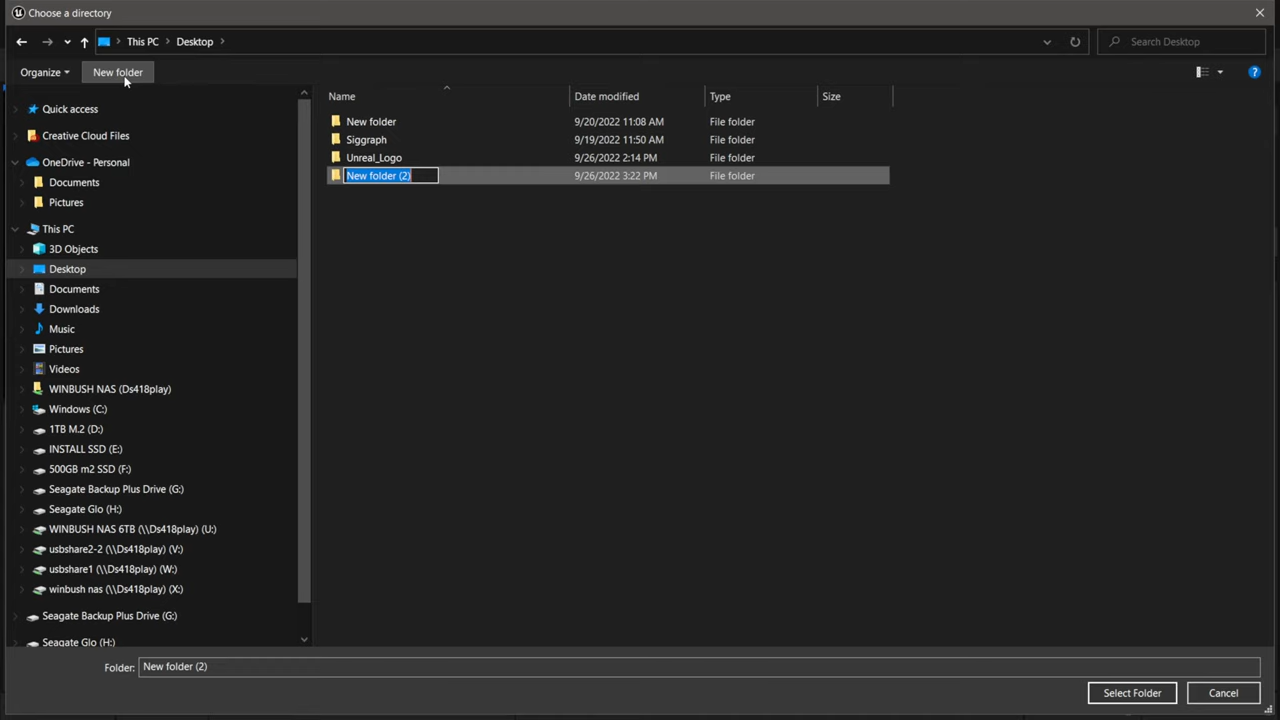 Choose a directory
This PC > Desktop >
Search Desktop
Organize
New folder
Name
Date modified
Type
Size
New folder 9/20/2022 11:08 AM File folder
Siggraph 9/19/2022 11:50 AM File folder
Unreal_Logo 9/26/2022 2:14 PM File folder
New folder (2) 9/26/2022 3:22 PM File folder
Quick access
Creative Cloud Files
OneDrive - Personal
Documents
Pictures
This PC
3D Objects
Desktop
Documents
Downloads
Music
Pictures
Videos
WINBUSH NAS (Ds418play)
Windows (C:)
1TB M.2 (D:)
INSTALL SSD (E:)
500GB m2 SSD (F:)
Seagate Backup Plus Drive (G:)
Seagate Glo (H:)
WINBUSH NAS 6TB (\\Ds418play) (U:)
usbshare2-2 (\\Ds418play) (V:)
usbshare1 (\\Ds418play) (W:)
winbush nas (\\Ds418play) (X:)
Seagate Backup Plus Drive (G:)
Seagate Glo (H:)
Folder: New folder (2)
Select Folder
Cancel